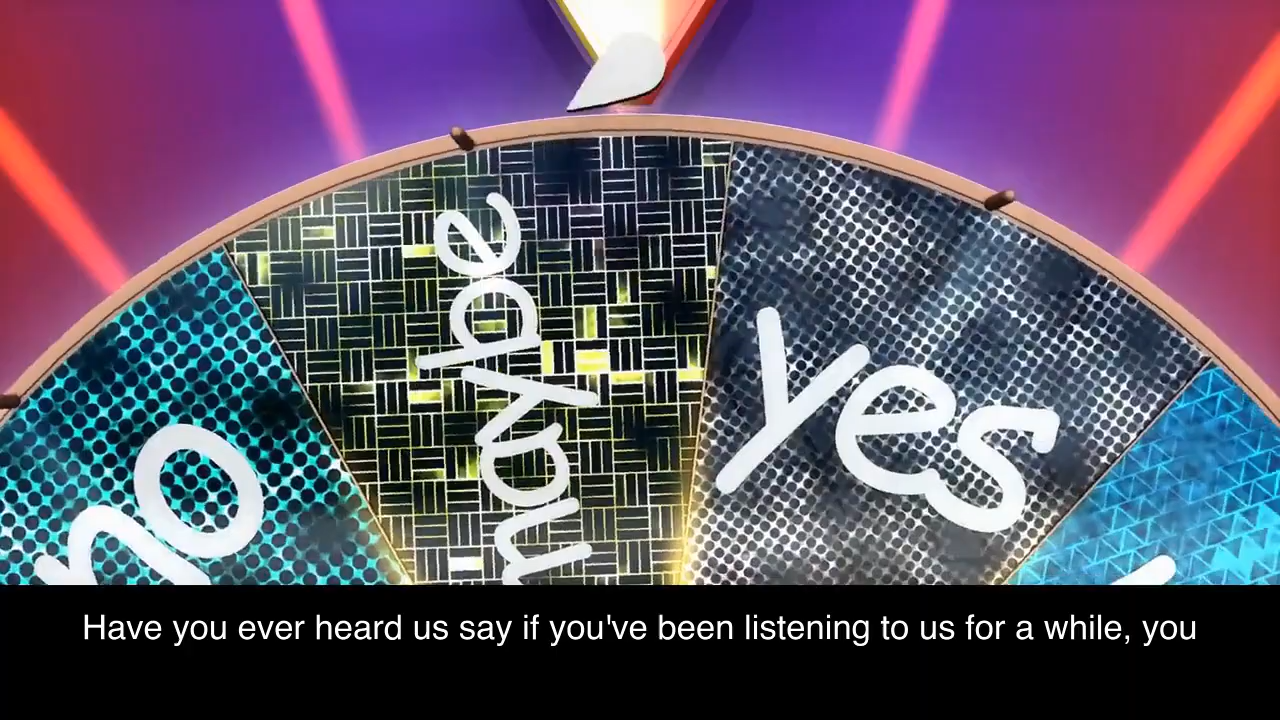 no
maybe
yes
Have you ever heard us say if you've been listening to us for a while, you